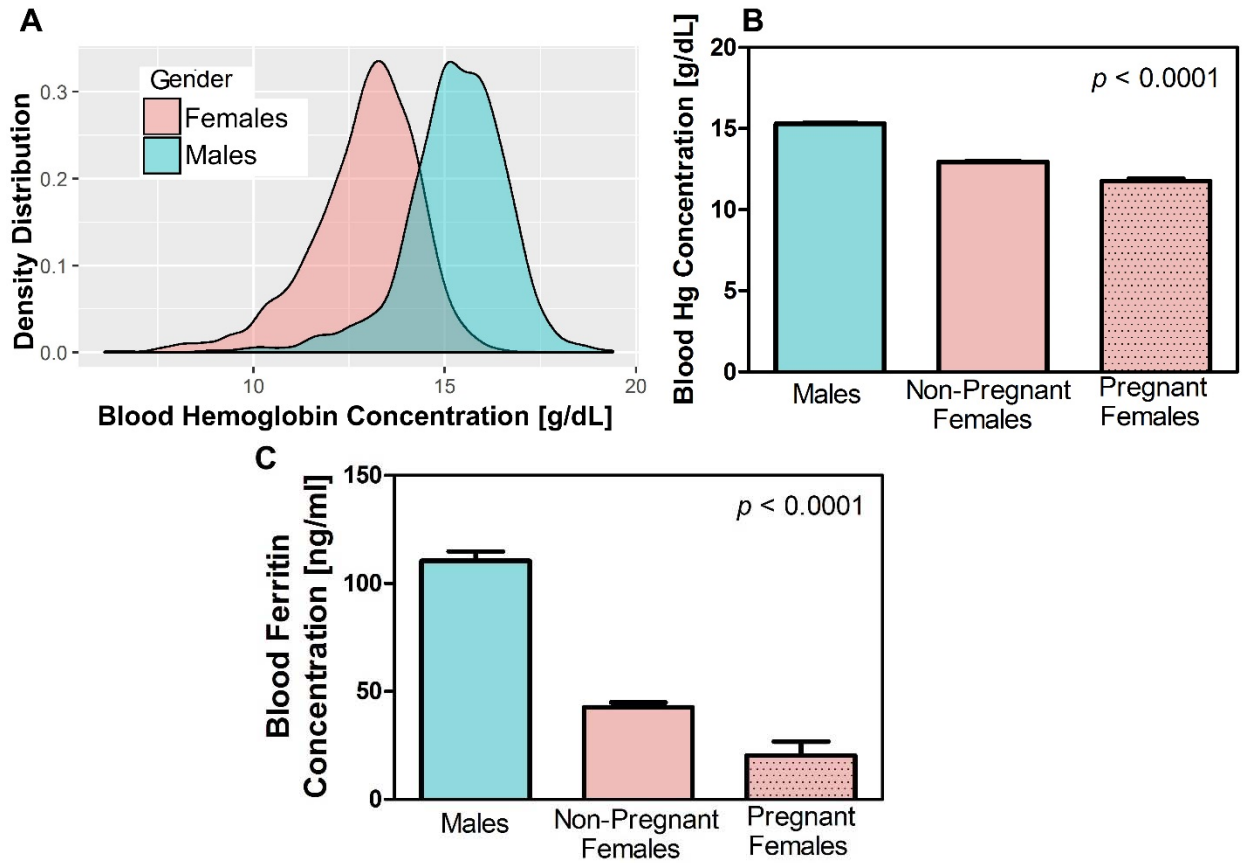 A
Density Distribution
0.3
0.2
0.1
0.0
Gender
Females
Males
10
15
20
Blood Hemoglobin Concentration [g/dL]
B
Blood Hg Concentration [g/dL]
20
15
10
5
0
p < 0.0001
Males
Non-Pregnant
Females
Pregnant
Females
C
Blood Ferritin
Concentration [ng/ml]
150
100
50
0
p < 0.0001
Males
Non-Pregnant
Females
Pregnant
Females